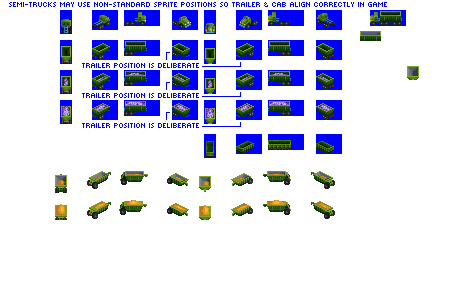 SEMI-TRUCKS MAY USE NON-STANDARD SPRITE POSITIONS SO TRAILER & CAB ALIGN CORRECTLY IN GAME
TRAILER POSITION IS DELIBERATE
TRAILER POSITION IS DELIBERATE
TRAILER POSITION IS DELIBERATE